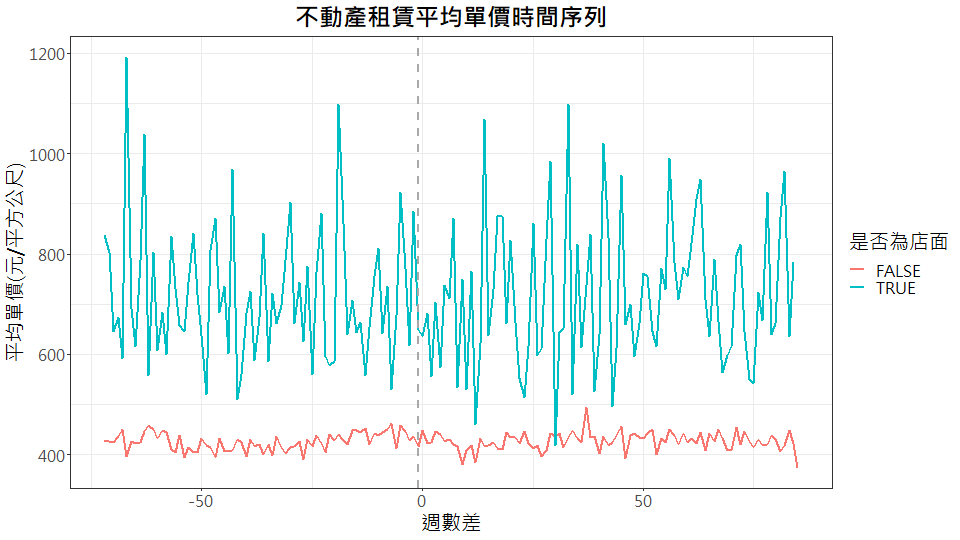 不動產租賃平均單價時間序列
平均單價(元/平方公尺)
1200
1000
800
600
400
-50
0
50
週數差
是否為店面
FALSE
TRUE